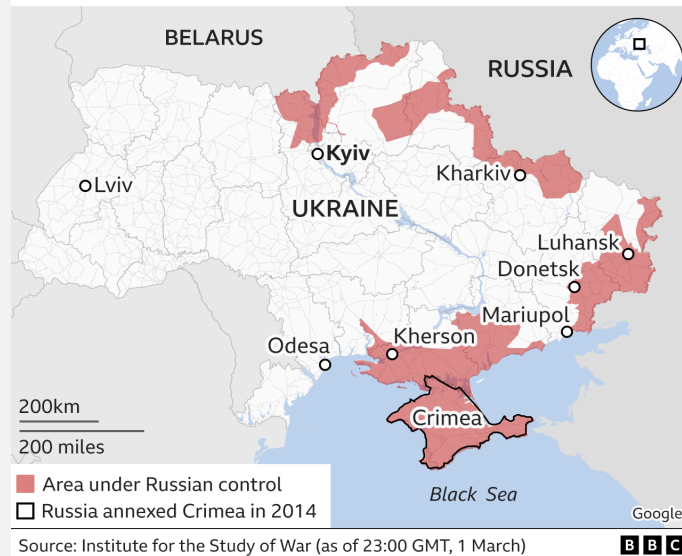 BELARUS
RUSSIA
Kyiv
Kharkiv
Lviv
UKRAINE
Luhansk
Donetsk
Mariupol
Kherson
Odesa
200km
200 miles
Crimea
Area under Russian control
Black Sea
Russia annexed Crimea in 2014
Google
Source: Institute for the Study of War (as of 23:00 GMT, 1 March)
BBC